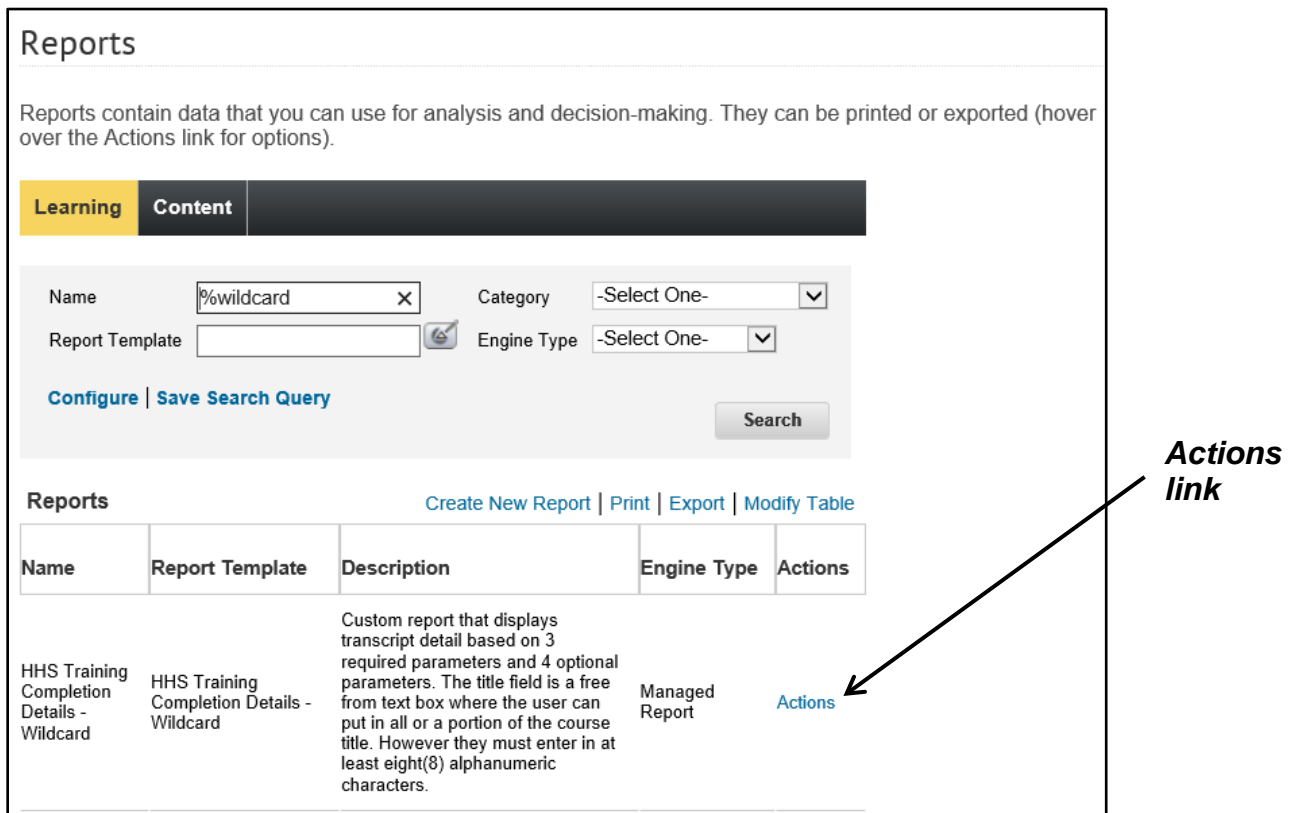 Reports
Reports contain data that you can use for analysis and decision-making. They can be printed or exported (hover
over the Actions link for options).
Learning Content
Name %wildcard Category -Select One-
Report Template Engine Type -Select One-
Configure | Save Search Query
Search
Actions
link
Reports Create New Report | Print | Export | Modify Table
Name Report Template Description Engine Type Actions
HHS Training
Completion
Details -
Wildcard
HHS Training
Completion Details -
Wildcard
Custom report that displays
transcript detail based on 3
required parameters and 4 optional
parameters. The title field is a free
from text box where the user can
put in all or a portion of the course
title. However they must enter in at
least eight(8) alphanumeric
characters.
Managed
Report
Actions